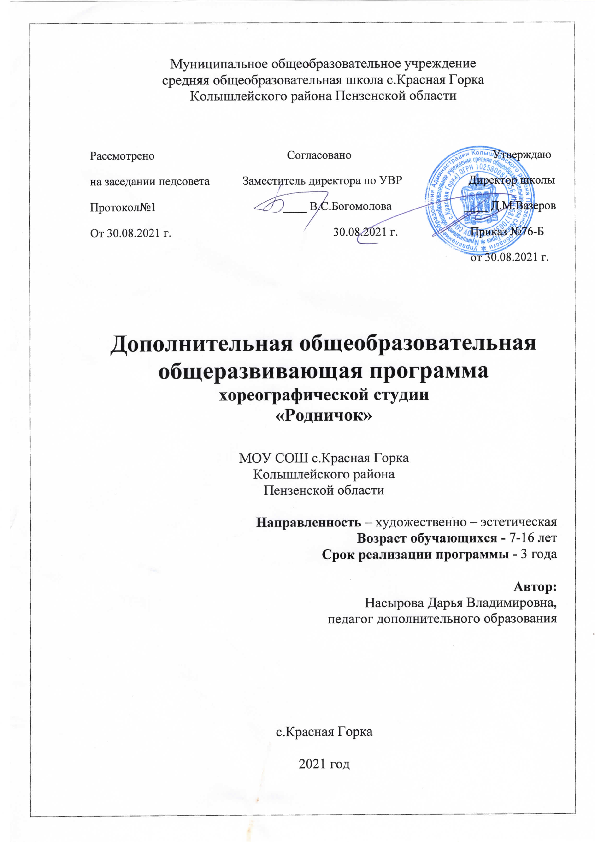 Муниципальное общеобразовательное учреждение
средняя общеобразовательная школа с.Красная Горка
Колышлейского района Пензенской области
Рассмотрено Согласовано Утверждаю
на заседании педсовета Заместитель директора по УВР Директор школы
Протокол№1 ____ В.С.Богомолова Л.М.Вазеров
От 30.08.2021 г. 30.08.2021 г. Приказ №76-Б
от 30.08.2021 г.
Дополнительная общеобразовательная
общеразвивающая программа
хореографической студии
«Родничок»
МОУ СОШ с.Красная Горка
Колышлейского района
Пензенской области
Направленность – художественно – эстетическая
Возраст обучающихся - 7-16 лет
Срок реализации программы - 3 года
Автор:
Насырова Дарья Владимировна,
педагог дополнительного образования
с.Красная Горка
2021 год